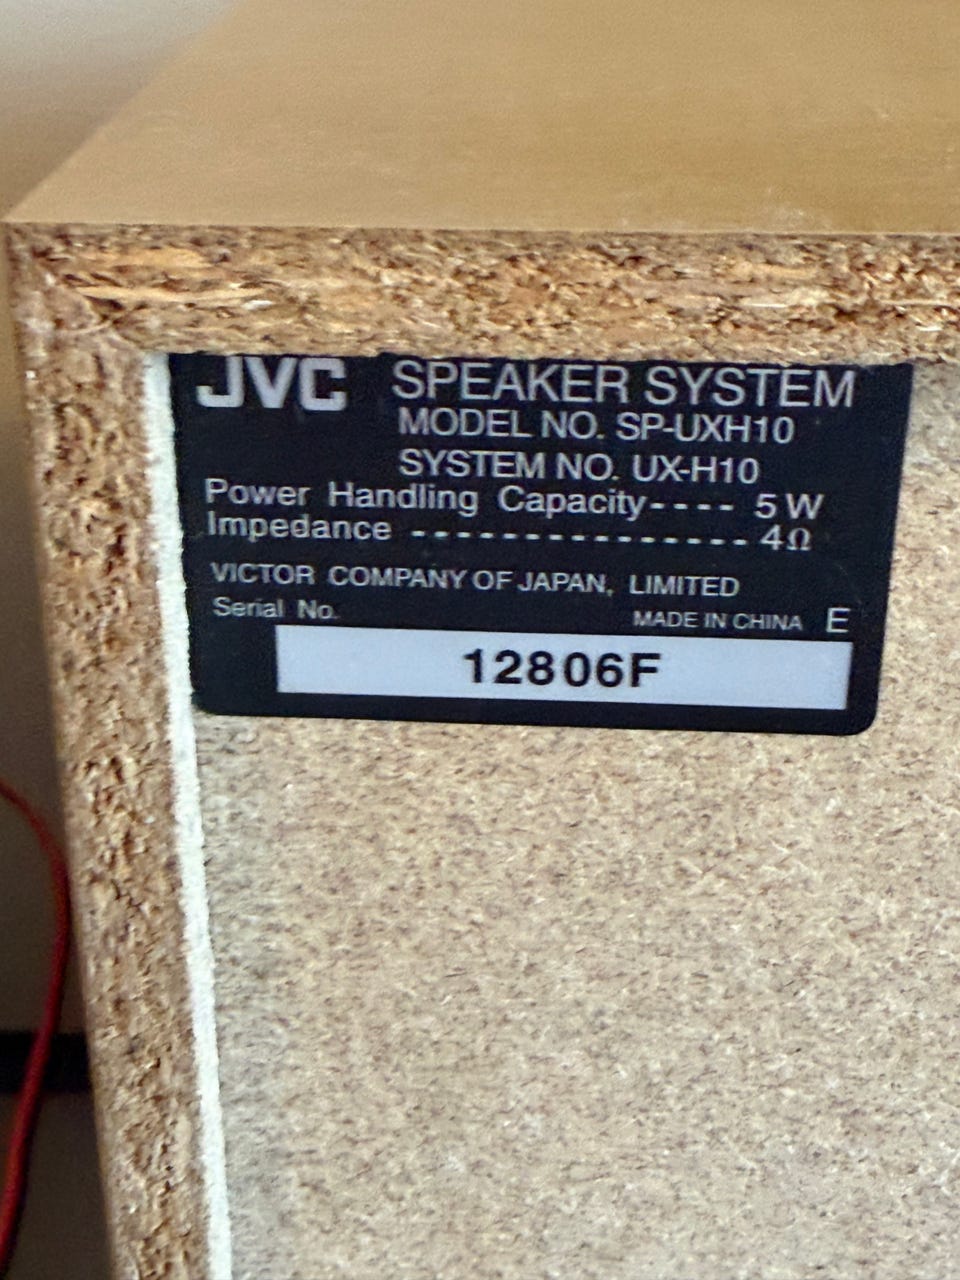 JVC SPEAKER SYSTEM
MODEL NO. SP-UXH10
SYSTEM NO. UX-H10
Power Handling Capacity---- 5W
Impedance --------------- 4Ω
VICTOR COMPANY OF JAPAN, LIMITED
Serial No. MADE IN CHINA E
12806F